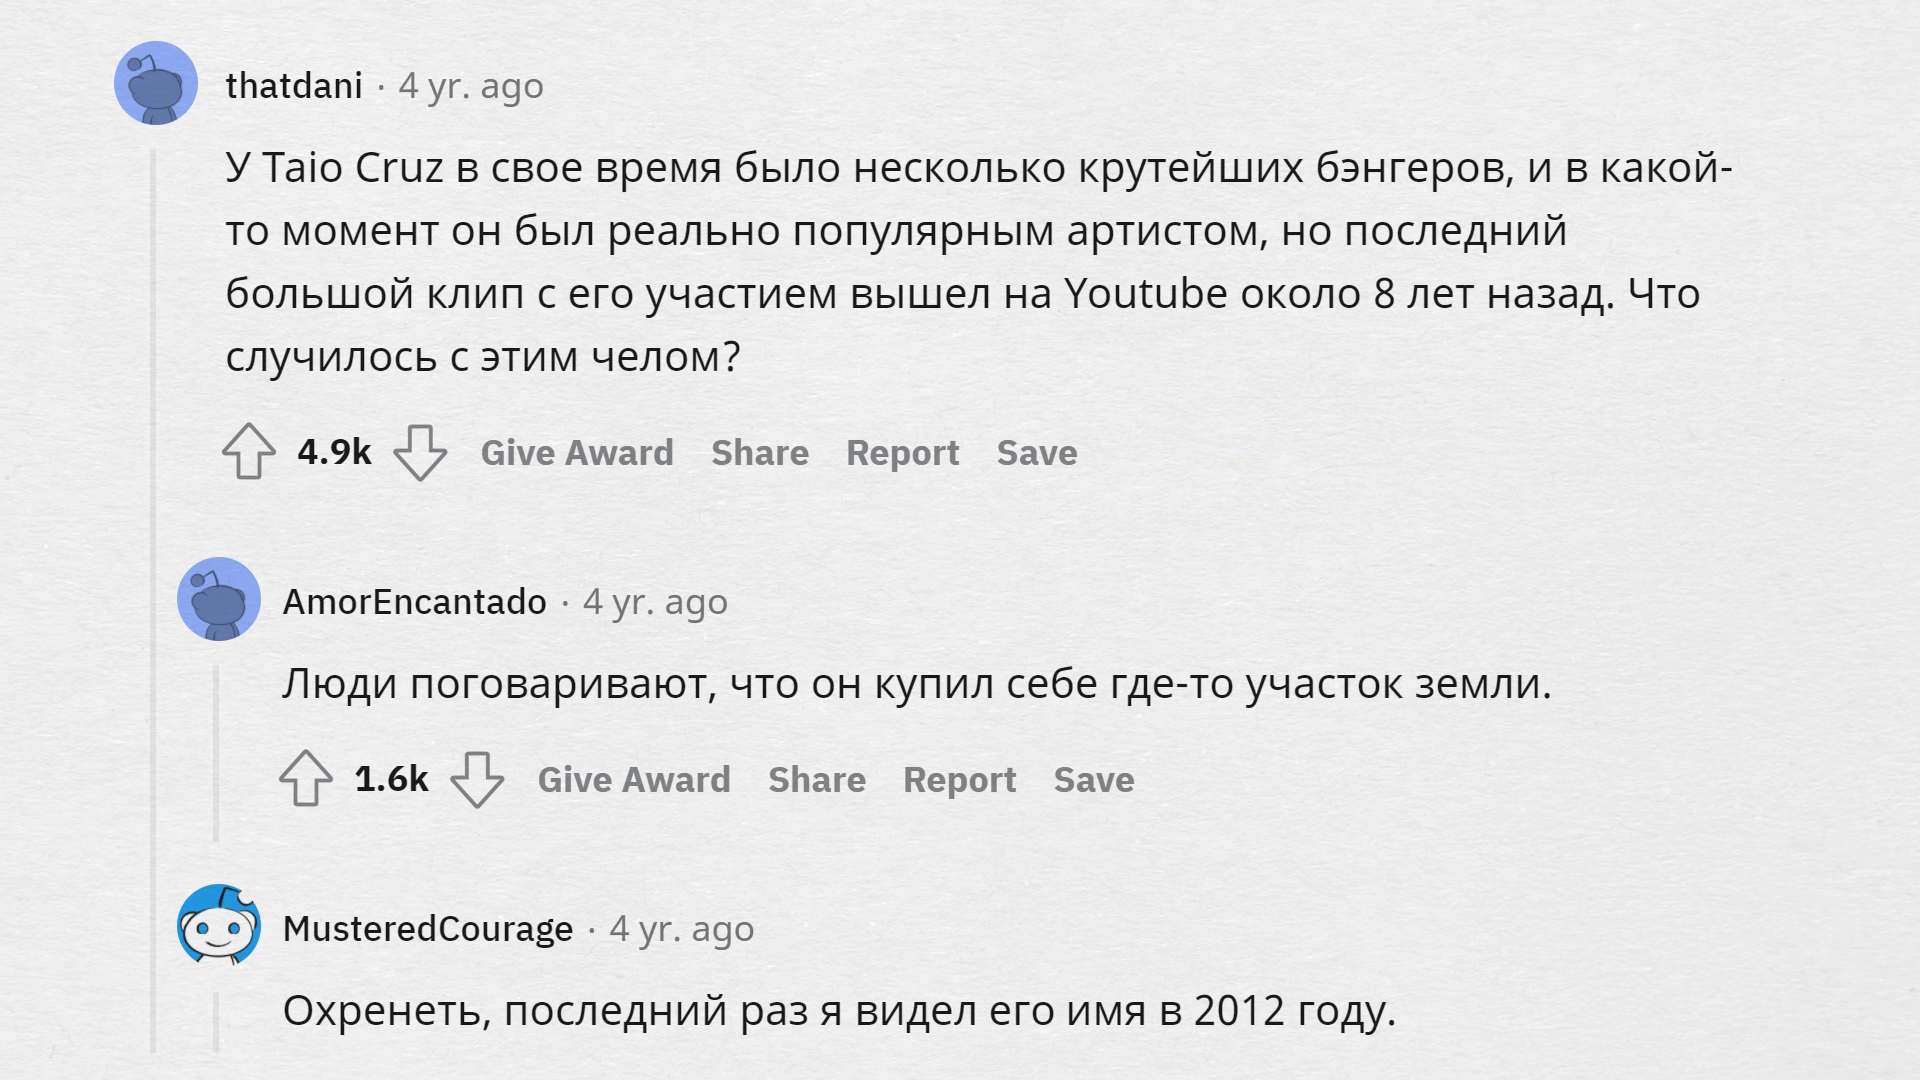 thatdani · 4 yr. ago
У Taio Cruz в свое время было несколько крутейших бэнгеров, и в какой-
то момент он был реально популярным артистом, но последний
большой клип с его участием вышел на Youtube около 8 лет назад. Что
случилось с этим челом?
4.9k Give Award Share Report Save
AmorEncantado · 4 yr. ago
Люди поговаривают, что он купил себе где-то участок земли.
1.6k Give Award Share Report Save
MusteredCourage · 4 yr. ago
Охренеть, последний раз я видел его имя в 2012 году.